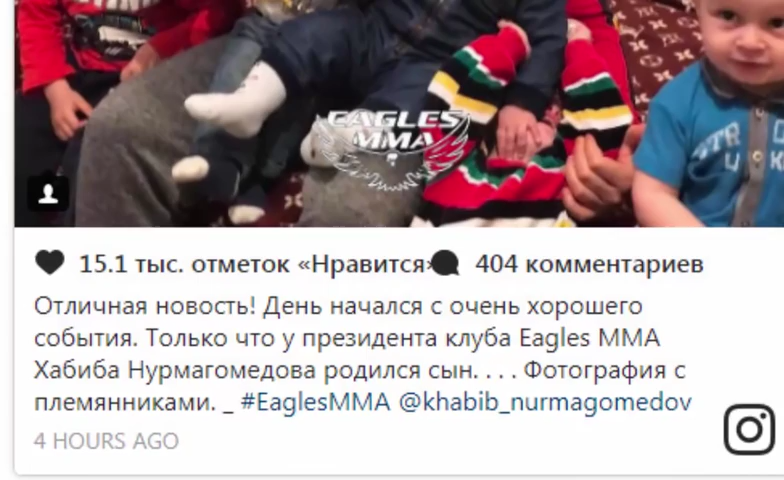 EAGLES
MMA
STR
U K
15.1 тыс. отметок «Нравится» 404 комментариев
Отличная новость! День начался с очень хорошего
события. Только что у президента клуба Eagles MMA
Хабиба Нурмагомедова родился сын. . . . Фотография с
племянниками. _ #EaglesMMA @khabib_nurmagomedov
4 HOURS AGO